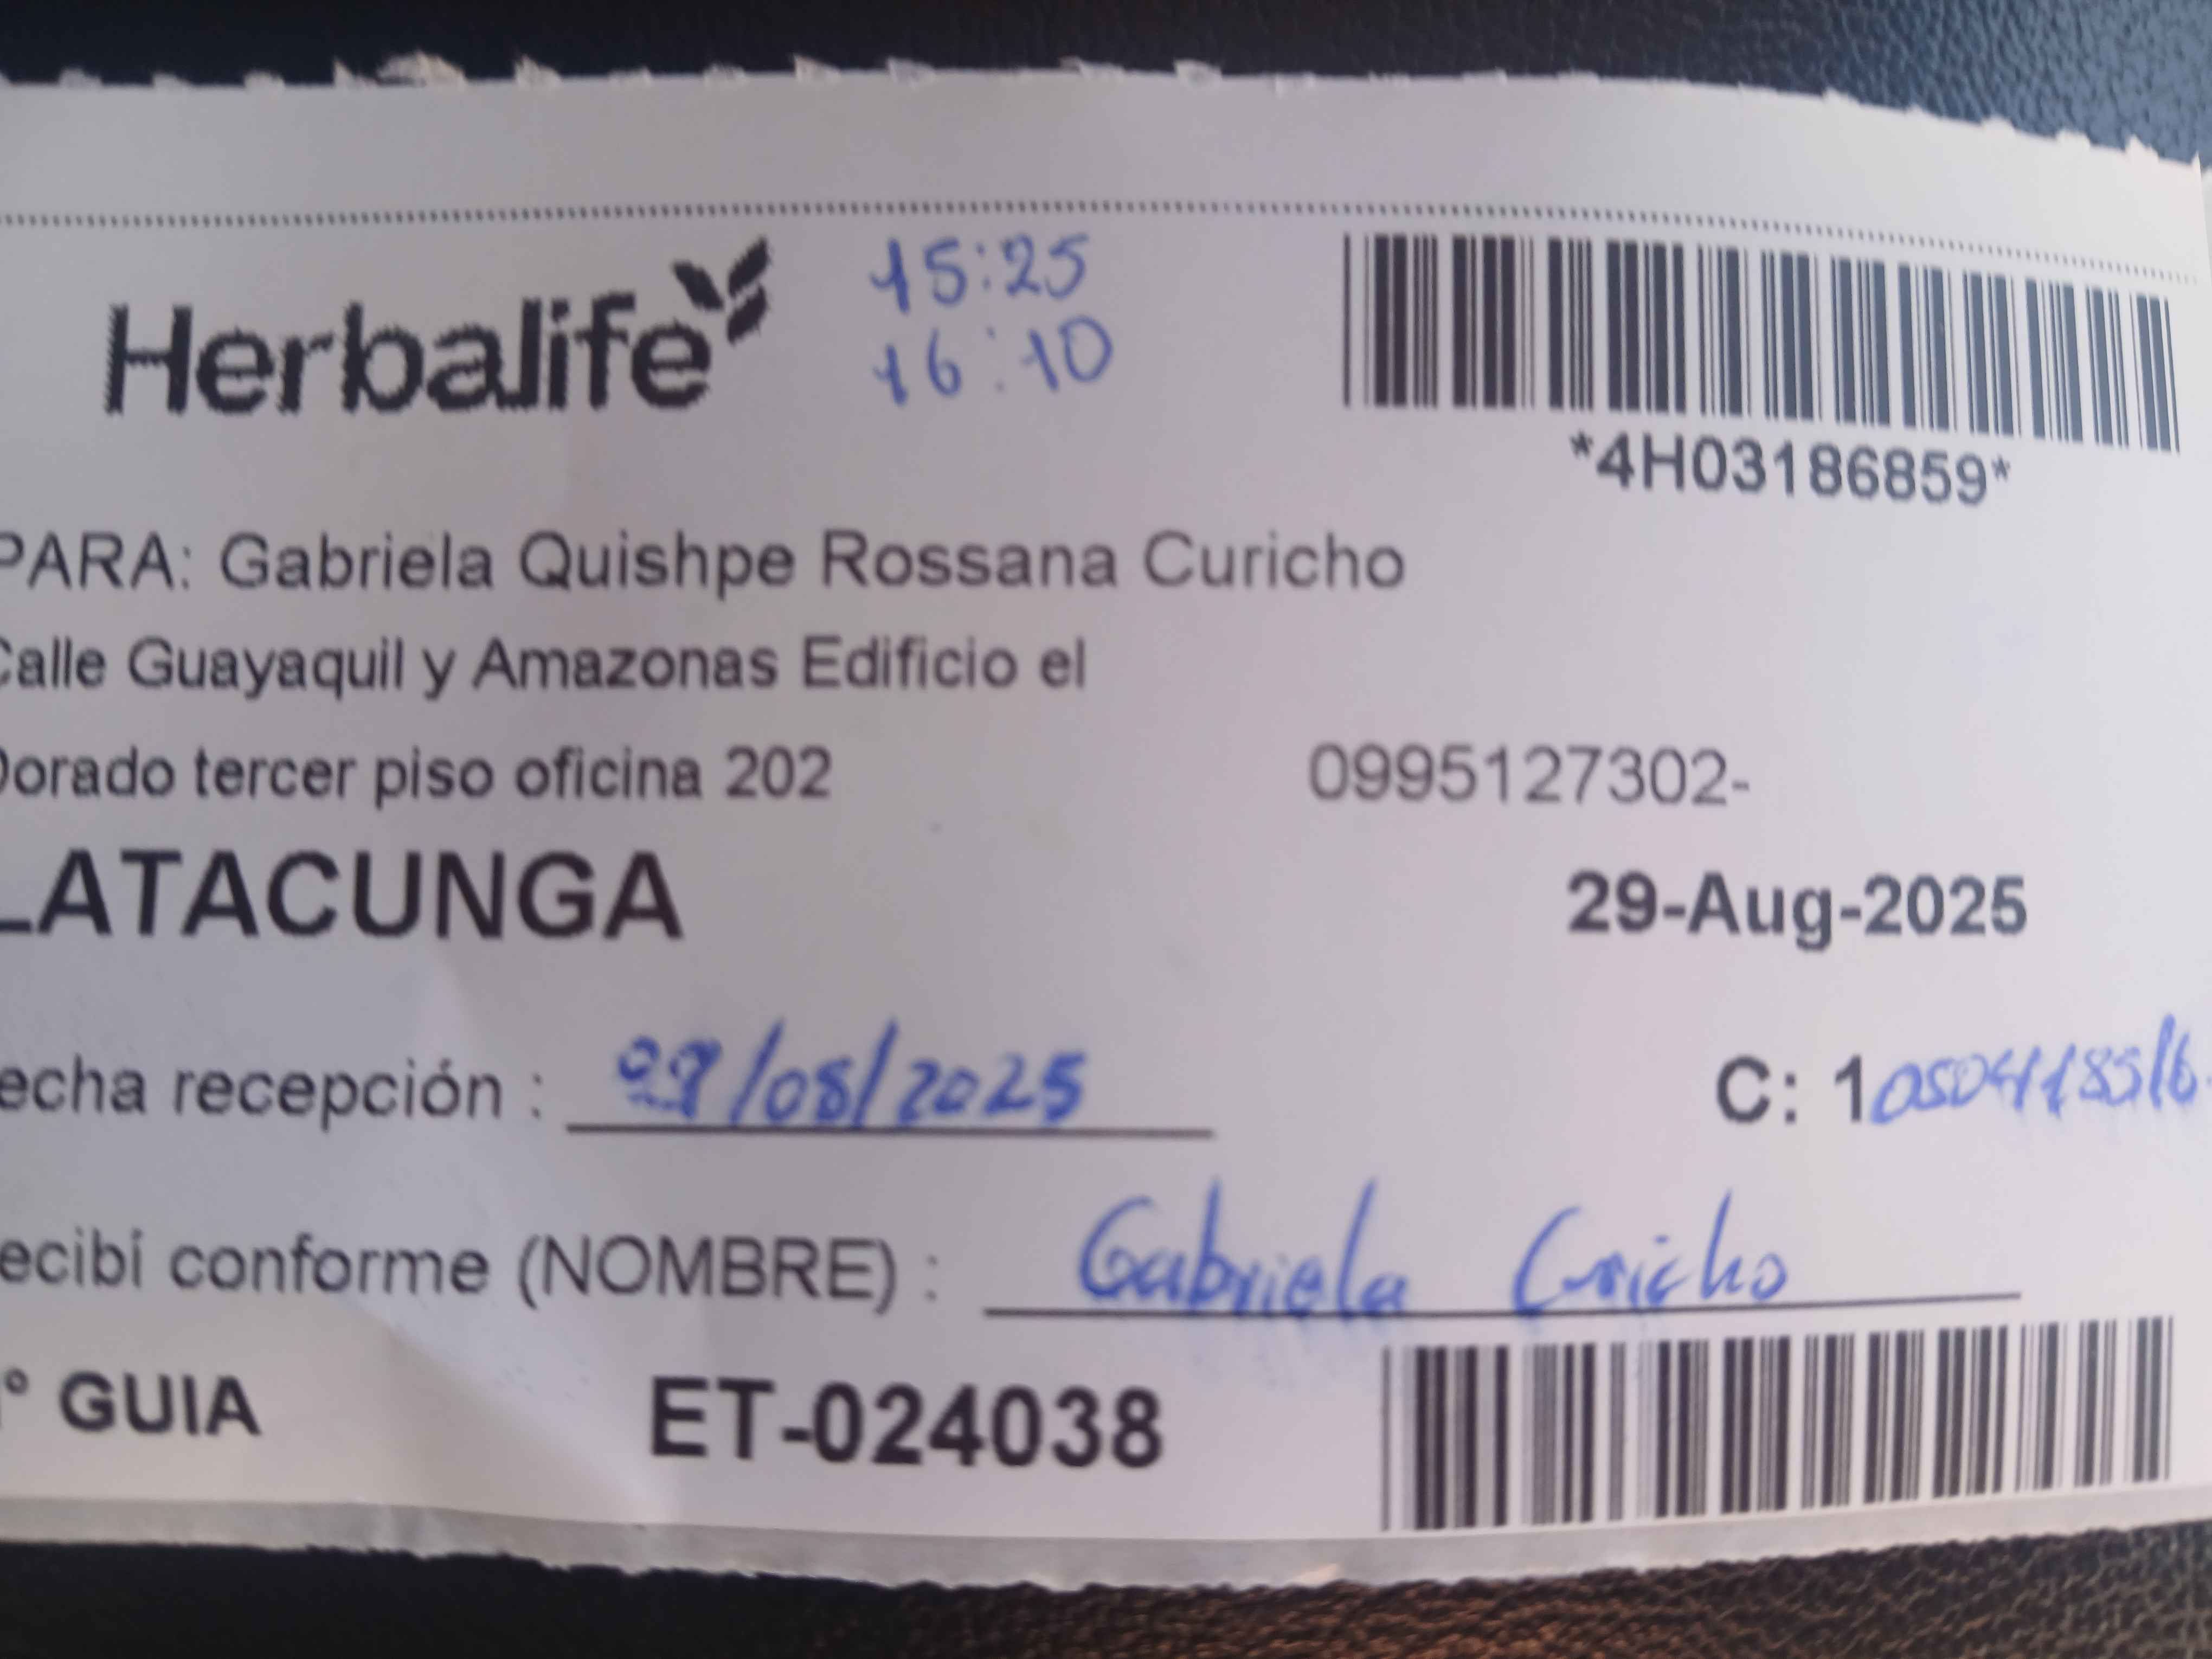 Herbalife 15:25
16:10
*4H03186859*
PARA: Gabriela Quishpe Rossana Curicho
Calle Guayaquil y Amazonas Edificio el
Dorado tercer piso oficina 202 0995127302-
LATACUNGA 29-Aug-2025
echa recepción : /08/2025 C: 1
ecibí conforme (NOMBRE) : Gabriela Curicho
° GUIA ET-024038